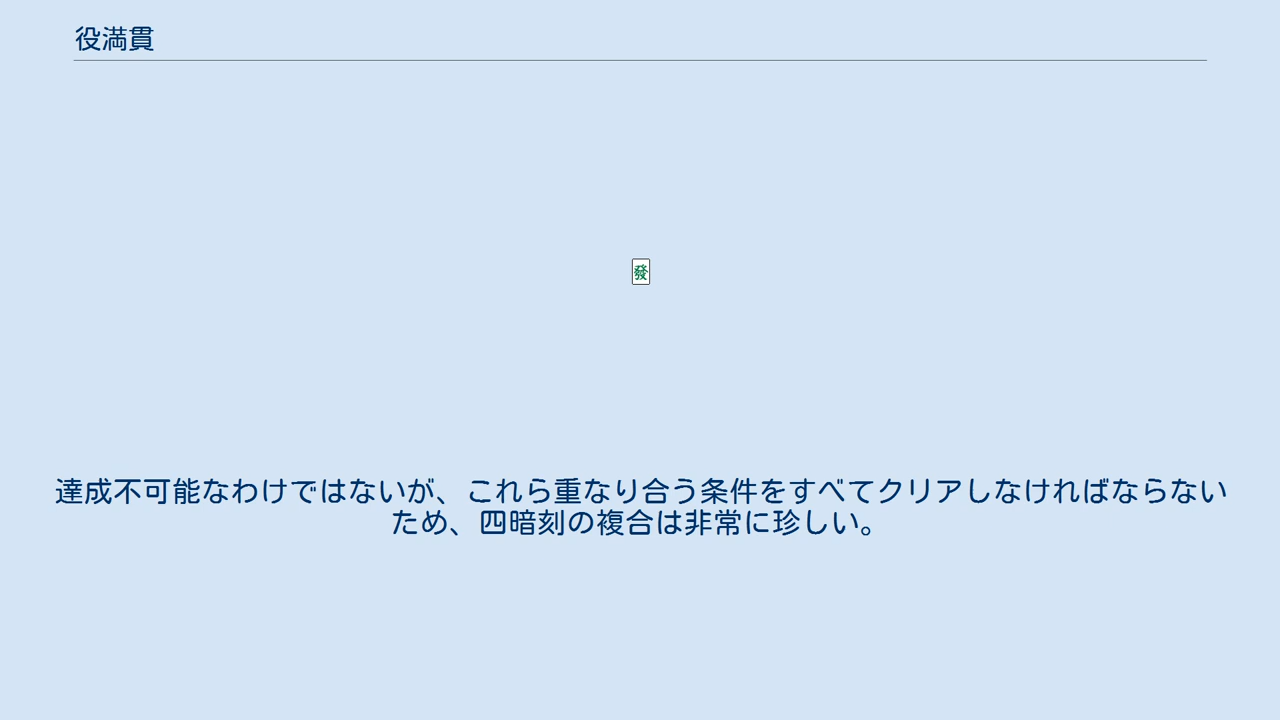 役満貫
發
達成不可能なわけではないが、これら重なり合う条件をすべてクリアしなければならない
ため、四暗刻の複合は非常に珍しい。